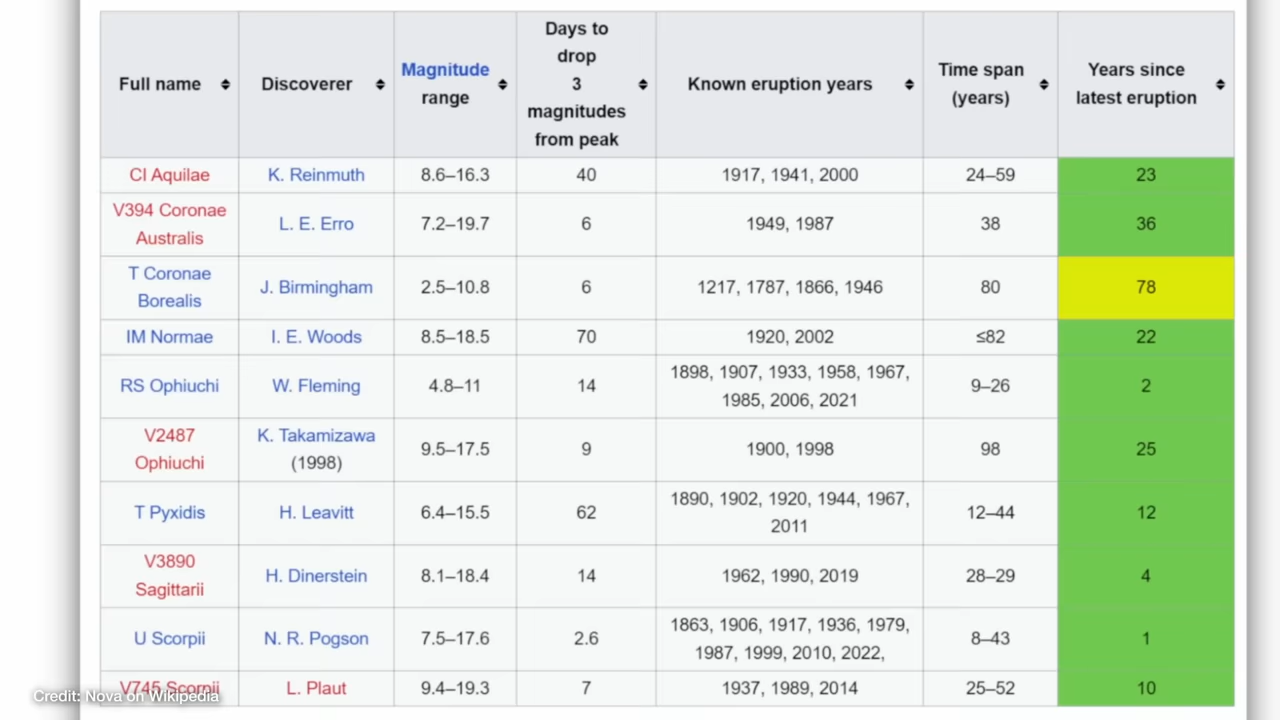 Full name Discoverer Magnitude range Days to drop 3 magnitudes from peak Known eruption years Time span (years) Years since latest eruption
CI Aquilae K. Reinmuth 8.6–16.3 40 1917, 1941, 2000 24–59 23
V394 Coronae Australis L. E. Erro 7.2–19.7 6 1949, 1987 38 36
T Coronae Borealis J. Birmingham 2.5–10.8 6 1217, 1787, 1866, 1946 80 78
IM Normae I. E. Woods 8.5–18.5 70 1920, 2002 ≤82 22
RS Ophiuchi W. Fleming 4.8–11 14 1898, 1907, 1933, 1958, 1967, 1985, 2006, 2021 9–26 2
V2487 Ophiuchi K. Takamizawa (1998) 9.5–17.5 9 1900, 1998 98 25
T Pyxidis H. Leavitt 6.4–15.5 62 1890, 1902, 1920, 1944, 1967, 2011 12–44 12
V3890 Sagittarii H. Dinerstein 8.1–18.4 14 1962, 1990, 2019 28–29 4
U Scorpii N. R. Pogson 7.5–17.6 2.6 1863, 1906, 1917, 1936, 1979, 1987, 1999, 2010, 2022, 8–43 1
V745 Scorpii L. Plaut 9.4–19.3 7 1937, 1989, 2014 25–52 10
Credit: Nova on Wikipedia